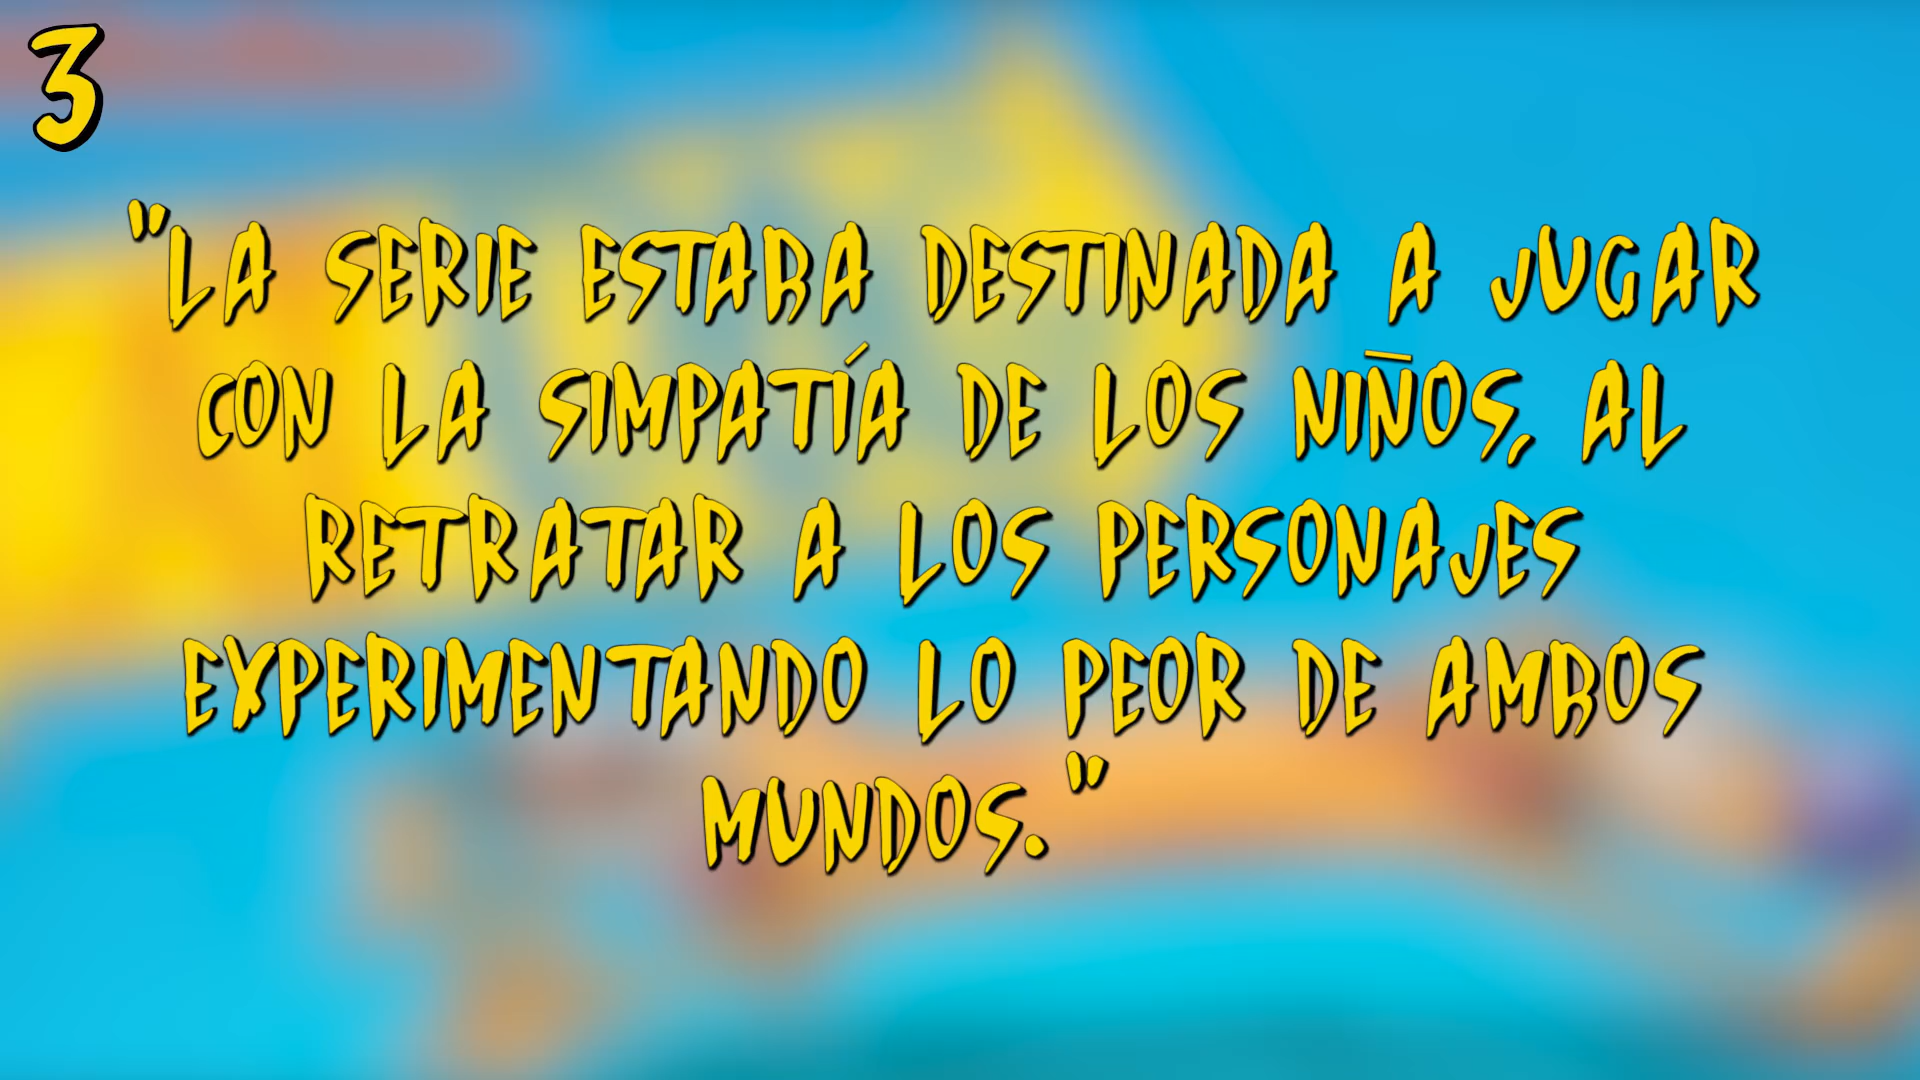 3
"LA SERIE ESTABA DESTINADA A JUGAR
CON LA SIMPATÍA DE LOS NIÑOS, AL
RETRATAR A LOS PERSONAJES
EXPERIMENTANDO LO PEOR DE AMBOS
MUNDOS."